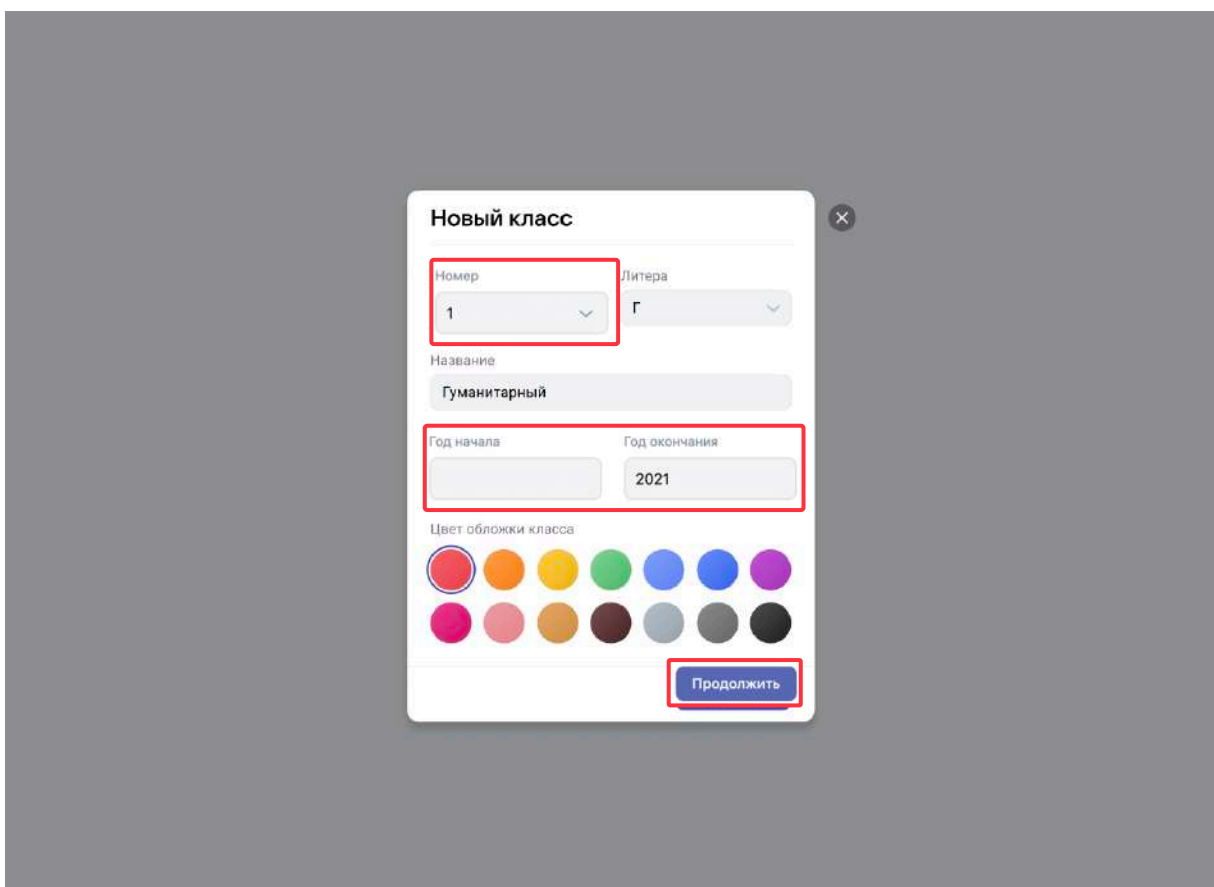 Новый класс
Номер
Литера
1
Г
Название
Гуманитарный
Год начала
Год окончания
2021
Цвет обложки класса
Продолжить